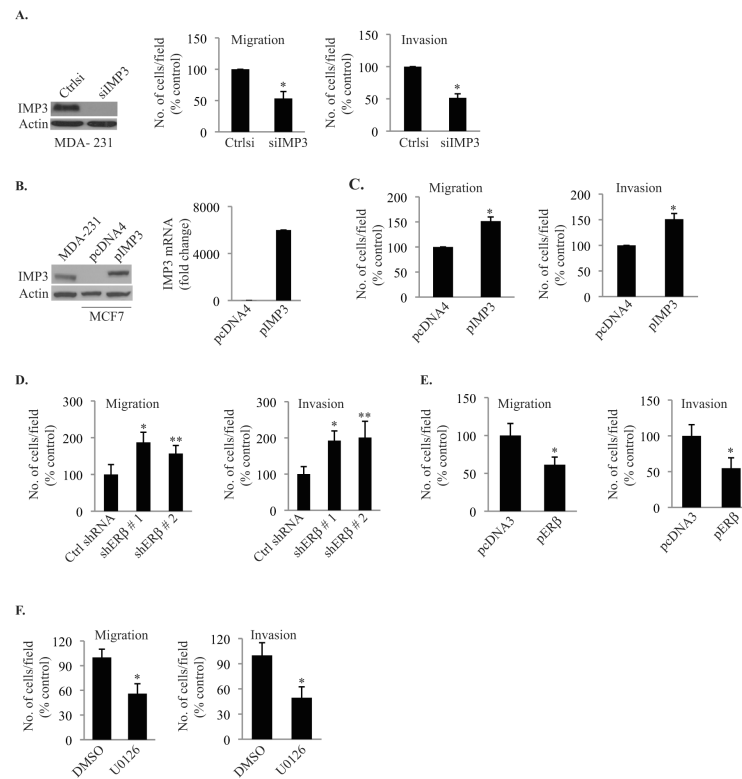 A.
Ctrlsi
siIMP3
IMP3
Actin
MDA- 231
No. of cells/field
(% control)
150
100
50
0
Migration
*
Ctrlsi
siIMP3
No. of cells/field
(% control)
150
100
50
0
Invasion
*
Ctrlsi
siIMP3
B.
MDA-231
pcDNA4
pIMP3
IMP3
Actin
MCF7
IMP3 mRNA
(fold change)
8000
4000
0
pcDNA4
pIMP3
C.
No. of cells/field
(% control)
200
150
100
50
0
Migration
*
pcDNA4
pIMP3
No. of cells/field
(% control)
200
150
100
50
0
Invasion
*
pcDNA4
pIMP3
D.
No. of cells/field
(% control)
300
200
100
0
Migration
*
**
Ctrl shRNA
shERβ # 1
shERβ # 2
No. of cells/field
(% control)
300
200
100
0
Invasion
*
**
Ctrl shRNA
shERβ # 1
shERβ # 2
E.
No. of cells/field
(% control)
150
100
50
0
Migration
*
pcDNA3
pERβ
No. of cells/field
(% control)
150
100
50
0
Invasion
*
pcDNA3
pERβ
F.
No. of cells/field
(% control)
120
90
60
30
0
Migration
*
DMSO
U0126
No. of cells/field
(% control)
120
90
60
30
0
Invasion
*
DMSO
U0126